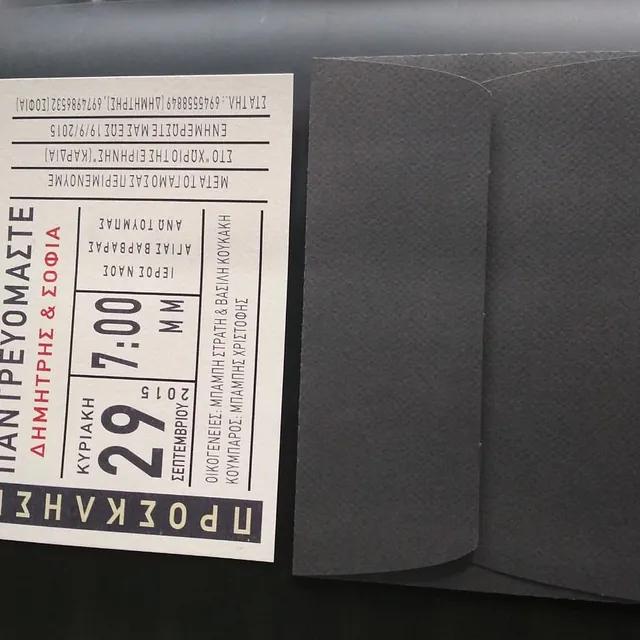 ΠΡΟΣΚΛΗΣ
ΠΑΝΤΡΕΥΟΜΑΣΤΕ
ΔΗΜΗΤΡΗΣ & ΣΟΦΙΑ
ΚΥΡΙΑΚΗ
29
ΣΕΠΤΕΜΒΡΙΟΥ
2015
7:00
ΜΜ
ΙΕΡΟΣ ΝΑΟΣ
ΑΓΙΑΣ ΒΑΡΒΑΡΑΣ
ΑΝΩ ΤΟΥΜΠΑΣ
ΟΙΚΟΓΕΝΕΙΕΣ: ΜΠΑΜΠΗ ΣΤΡΑΤΗ & ΒΑΣΙΛΗ ΚΟΥΚΑΚΗ
ΚΟΥΜΠΑΡΟΣ: ΜΠΑΜΠΗΣ ΧΡΙΣΤΟΦΗΣ
ΜΕΤΑ ΤΟ ΓΑΜΟ ΣΑΣ ΠΕΡΙΜΕΝΟΥΜΕ
ΣΤΟ "ΧΩΡΙΟ ΤΗΣ ΕΙΡΗΝΗΣ" (ΚΑΡΔΙΑ)
ΕΝΗΜΕΡΩΣΤΕ ΜΑΣ ΕΩΣ 19/9/2015
ΣΤΑ ΤΗΛ.: 6945558849 (ΔΗΜΗΤΡΗΣ), 6974986532 (ΣΟΦΙΑ)